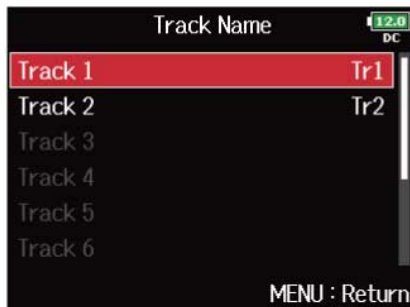 Track Name
12.0
DC
Track 1 Tr1
Track 2 Tr2
Track 3
Track 4
Track 5
Track 6
MENU : Return